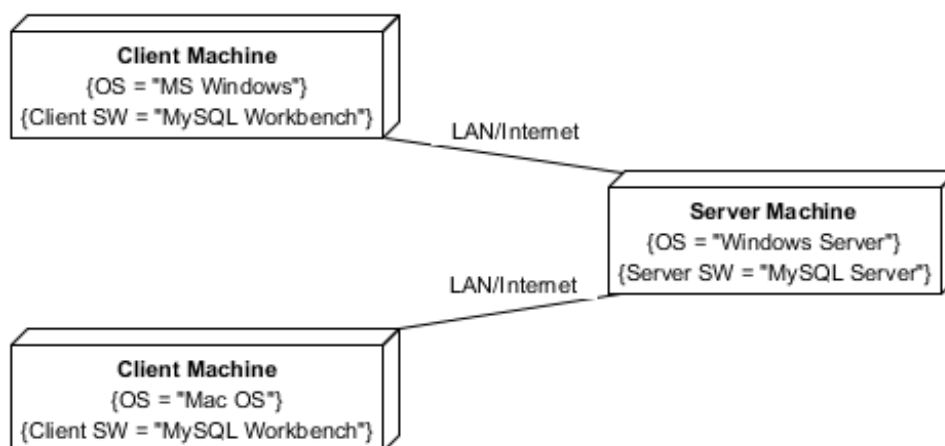 Client Machine
{OS = "MS Windows"}
{Client SW = "MySQL Workbench"}
LAN/Internet
Server Machine
{OS = "Windows Server"}
{Server SW = "MySQL Server"}
LAN/Internet
Client Machine
{OS = "Mac OS"}
{Client SW = "MySQL Workbench"}